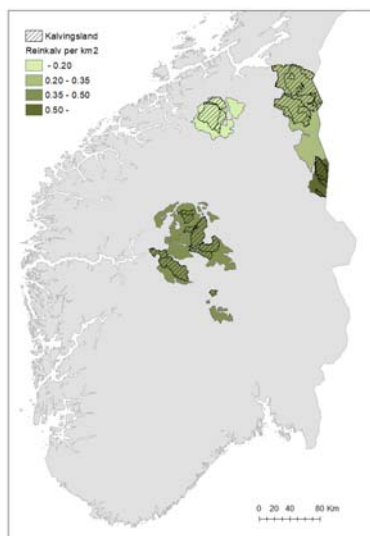 Kalvingsland
Reinkalv per km2
- 0.20
0.20 - 0.35
0.35 - 0.50
0.50 -
0 20 40 80 Km